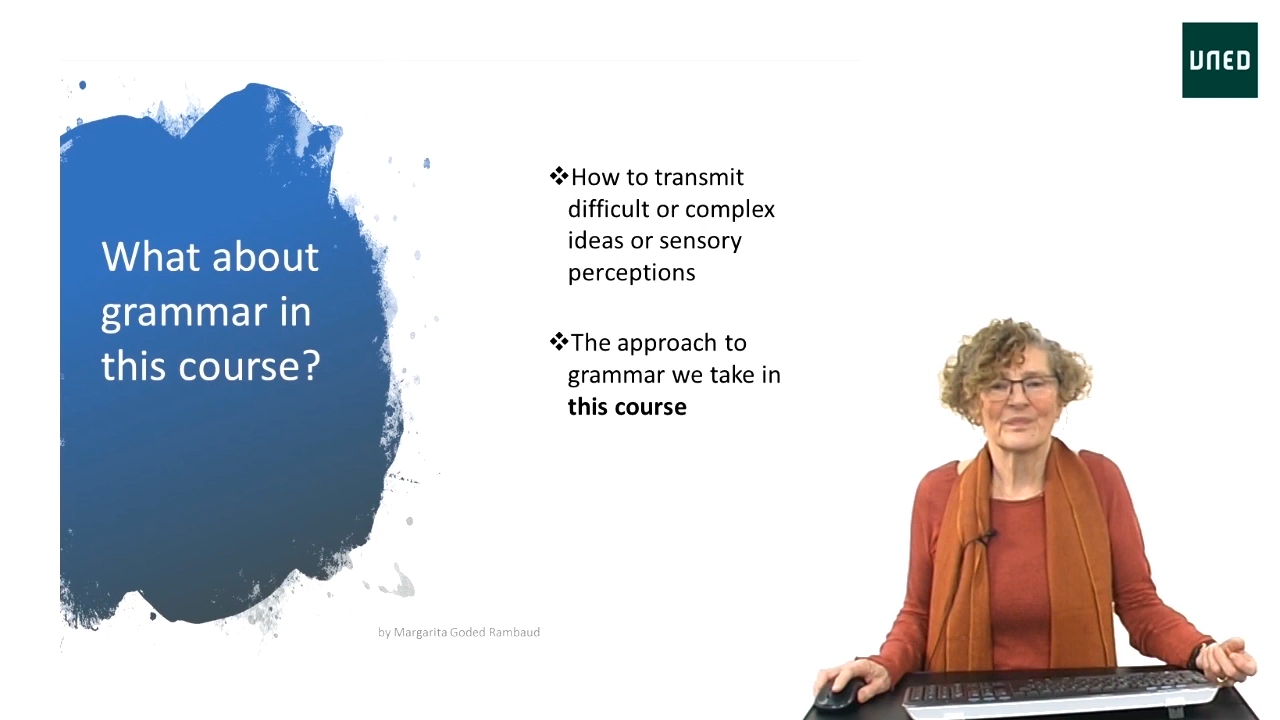 UNED
What about
grammar in
this course?
❖How to transmit
difficult or complex
ideas or sensory
perceptions
❖The approach to
grammar we take in
this course
by Margarita Goded Rambaud